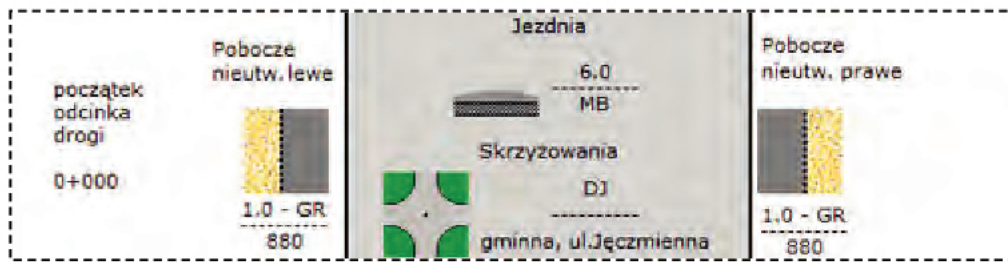 początek
odcinka
drogi
0+000
Pobocze
nieutw. lewe
1.0 - GR
880
Jezdnia
6.0
MB
Skrzyżowania
DJ
gminna, ul.Jęczmienna
Pobocze
nieutw. prawe
1.0 - GR
880